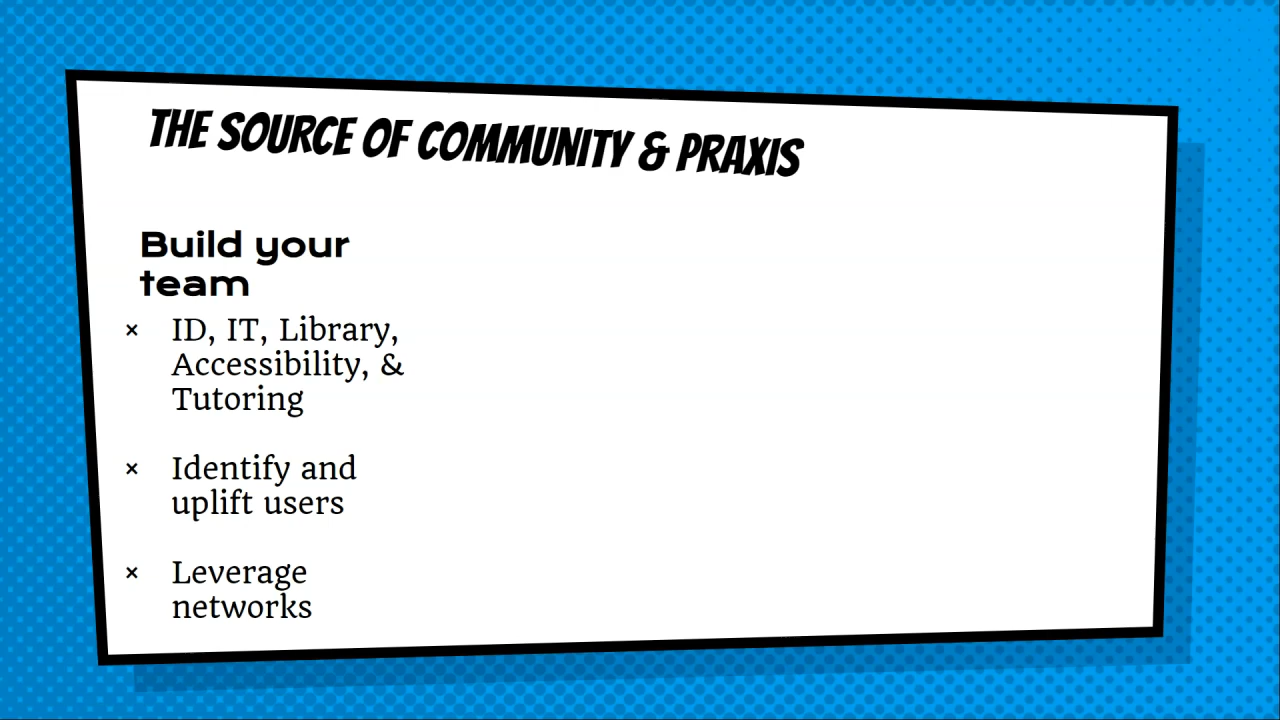 THE SOURCE OF COMMUNITY & PRAXIS
Build your
team
× ID, IT, Library,
Accessibility, &
Tutoring
× Identify and
uplift users
× Leverage
networks